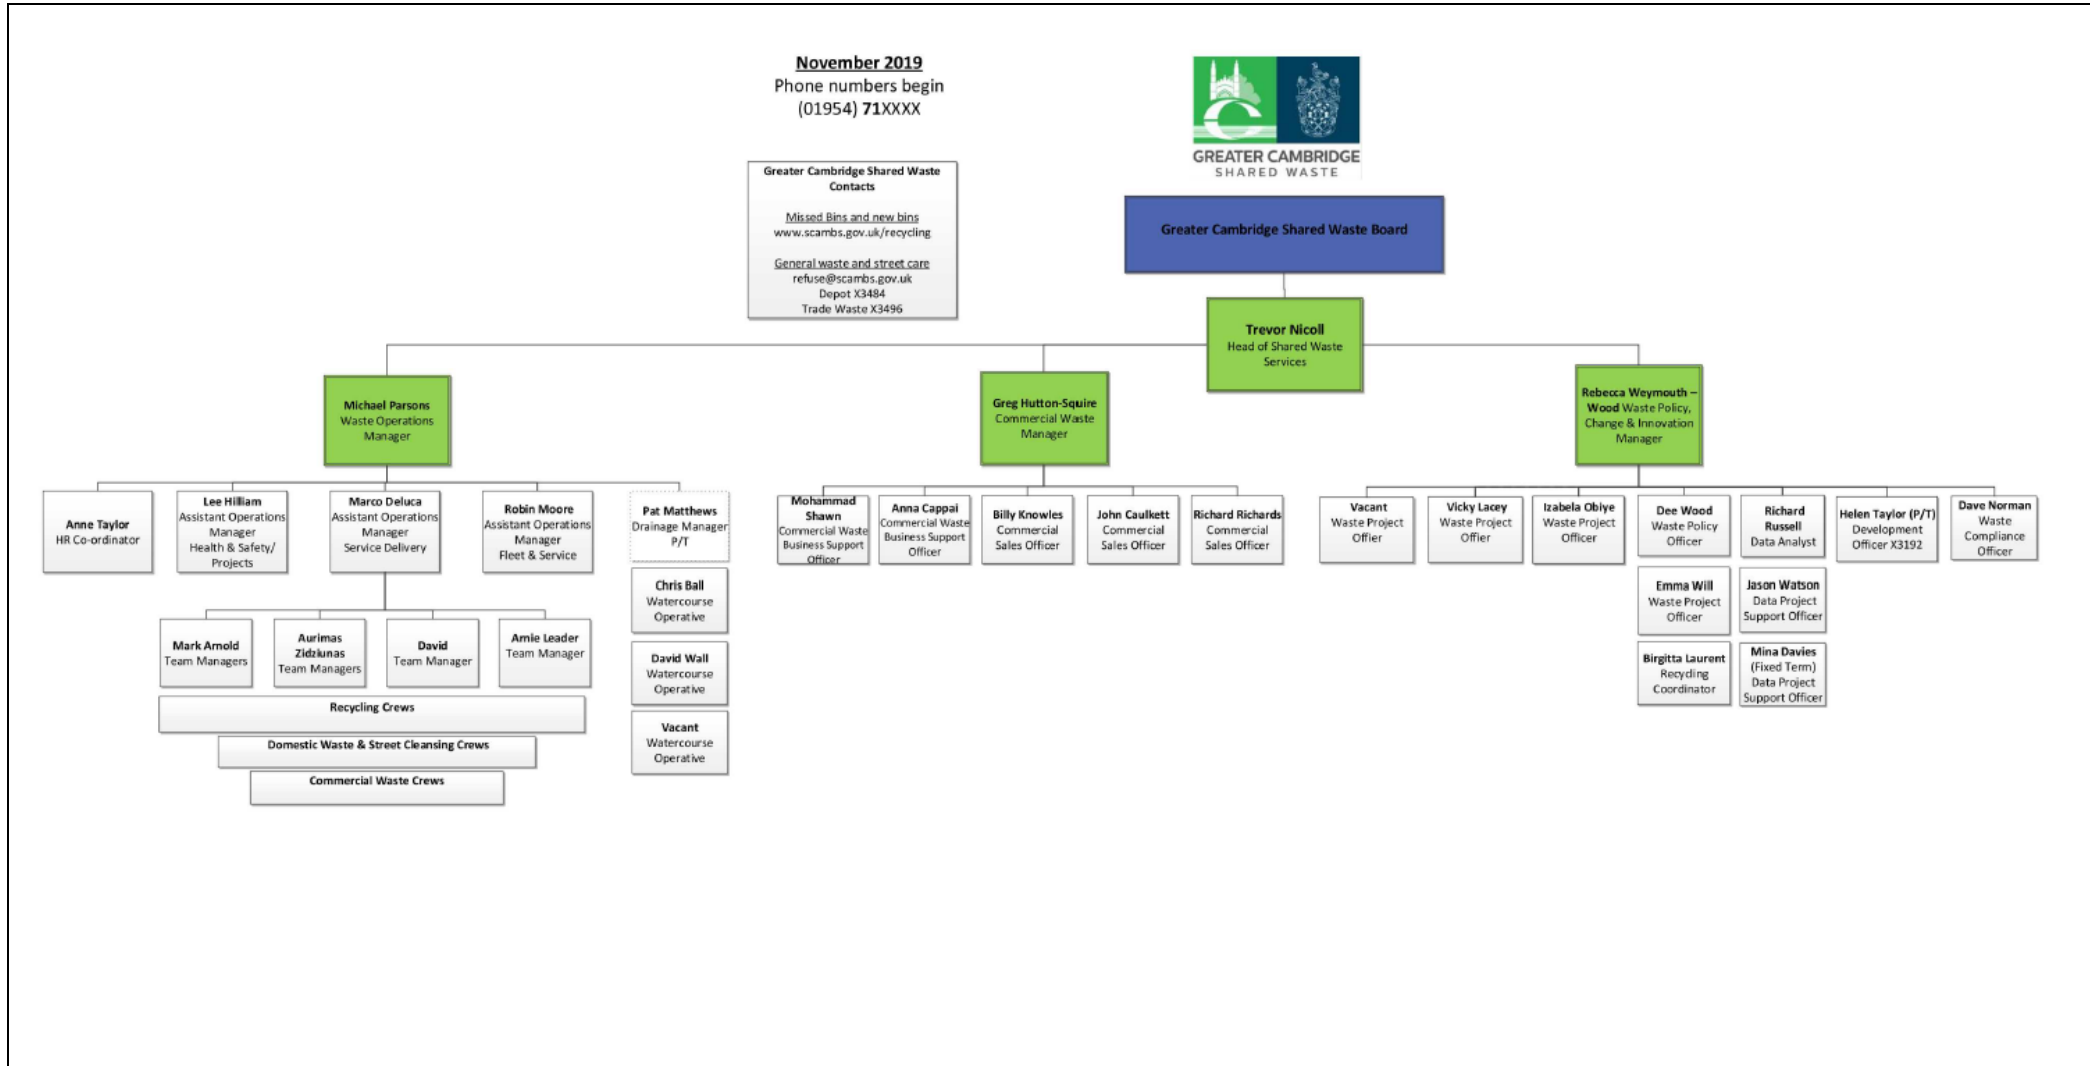 November 2019
Phone numbers begin
(01954) 71XXXX
GREATER CAMBRIDGE
SHARED WASTE
Greater Cambridge Shared Waste
Contacts
Missed Bins and new bins
www.scambs.gov.uk/recycling
General waste and street care
refuse@scambs.gov.uk
Depot X3484
Trade Waste X3496
Greater Cambridge Shared Waste Board
Trevor Nicoll
Head of Shared Waste
Services
Michael Parsons
Waste Operations
Manager
Greg Hutton-Squire
Commercial Waste
Manager
Rebecca Weymouth –
Wood Waste Policy,
Change & Innovation
Manager
Anne Taylor
HR Co-ordinator
Lee Hilliam
Assistant Operations
Manager
Health & Safety/
Projects
Marco Deluca
Assistant Operations
Manager
Service Delivery
Robin Moore
Assistant Operations
Manager
Fleet & Service
Pat Matthews
Drainage Manager
P/T
Chris Ball
Watercourse
Operative
David Wall
Watercourse
Operative
Vacant
Watercourse
Operative
Mark Arnold
Team Managers
Aurimas
Zidziunas
Team Managers
David
Team Manager
Arnie Leader
Team Manager
Recycling Crews
Domestic Waste & Street Cleansing Crews
Commercial Waste Crews
Mohammad
Shawn
Commercial Waste
Business Support
Officer
Anna Cappai
Commercial Waste
Business Support
Officer
Billy Knowles
Commercial
Sales Officer
John Caulkett
Commercial
Sales Officer
Richard Richards
Commercial
Sales Officer
Vacant
Waste Project
Offier
Vicky Lacey
Waste Project
Offier
Izabela Obiye
Waste Project
Officer
Dee Wood
Waste Policy
Officer
Emma Will
Waste Project
Officer
Birgitta Laurent
Recycling
Coordinator
Richard
Russell
Data Analyst
Jason Watson
Data Project
Support Officer
Mina Davies
(Fixed Term)
Data Project
Support Officer
Helen Taylor (P/T)
Development
Officer X3192
Dave Norman
Waste
Compliance
Officer